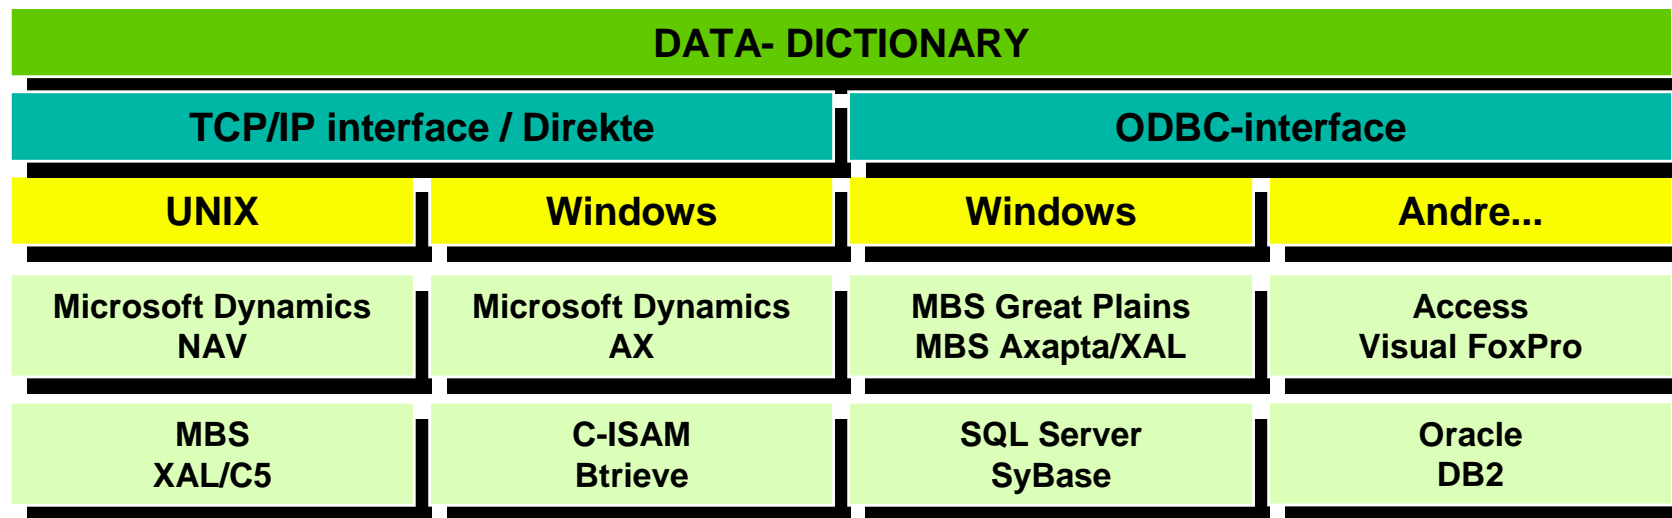 DATA- DICTIONARY
TCP/IP interface / Direkte
ODBC-interface
UNIX
Windows
Windows
Andre...
Microsoft Dynamics
NAV
Microsoft Dynamics
AX
MBS Great Plains
MBS Axapta/XAL
Access
Visual FoxPro
MBS
XAL/C5
C-ISAM
Btrieve
SQL Server
SyBase
Oracle
DB2